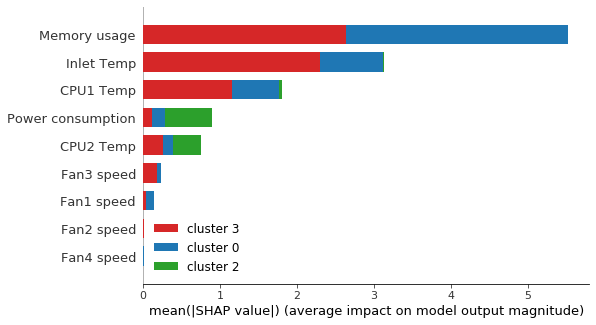 Memory usage
Inlet Temp
CPU1 Temp
Power consumption
CPU2 Temp
Fan3 speed
Fan1 speed
Fan2 speed
Fan4 speed
cluster 3
cluster 0
cluster 2
0 1 2 3 4 5
mean(|SHAP value|) (average impact on model output magnitude)